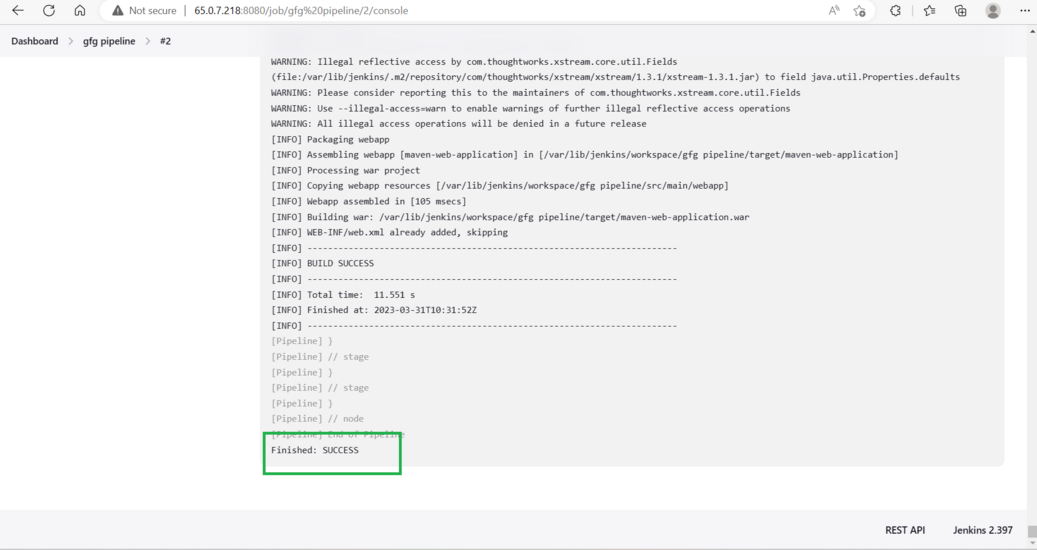 Not secure | 65.0.7.218:8080/job/gfg%20pipeline/2/console
Dashboard > gfg pipeline > #2
WARNING: Illegal reflective access by com.thoughtworks.xstream.core.util.Fields
(file:/var/lib/jenkins/.m2/repository/com/thoughtworks/xstream/xstream/1.3.1/xstream-1.3.1.jar) to field java.util.Properties.defaults
WARNING: Please consider reporting this to the maintainers of com.thoughtworks.xstream.core.util.Fields
WARNING: Use --illegal-access=warn to enable warnings of further illegal reflective access operations
WARNING: All illegal access operations will be denied in a future release
[INFO] Packaging webapp
[INFO] Assembling webapp [maven-web-application] in [/var/lib/jenkins/workspace/gfg pipeline/target/maven-web-application]
[INFO] Processing war project
[INFO] Copying webapp resources [/var/lib/jenkins/workspace/gfg pipeline/src/main/webapp]
[INFO] Webapp assembled in [105 msecs]
[INFO] Building war: /var/lib/jenkins/workspace/gfg pipeline/target/maven-web-application.war
[INFO] WEB-INF/web.xml already added, skipping
[INFO] ------------------------------------------------------------------------
[INFO] BUILD SUCCESS
[INFO] ------------------------------------------------------------------------
[INFO] Total time:  11.551 s
[INFO] Finished at: 2023-03-31T10:31:52Z
[INFO] ------------------------------------------------------------------------
[Pipeline] }
[Pipeline] // stage
[Pipeline] }
[Pipeline] // stage
[Pipeline] }
[Pipeline] // node
[Pipeline] End of Pipeline
Finished: SUCCESS
REST API Jenkins 2.397